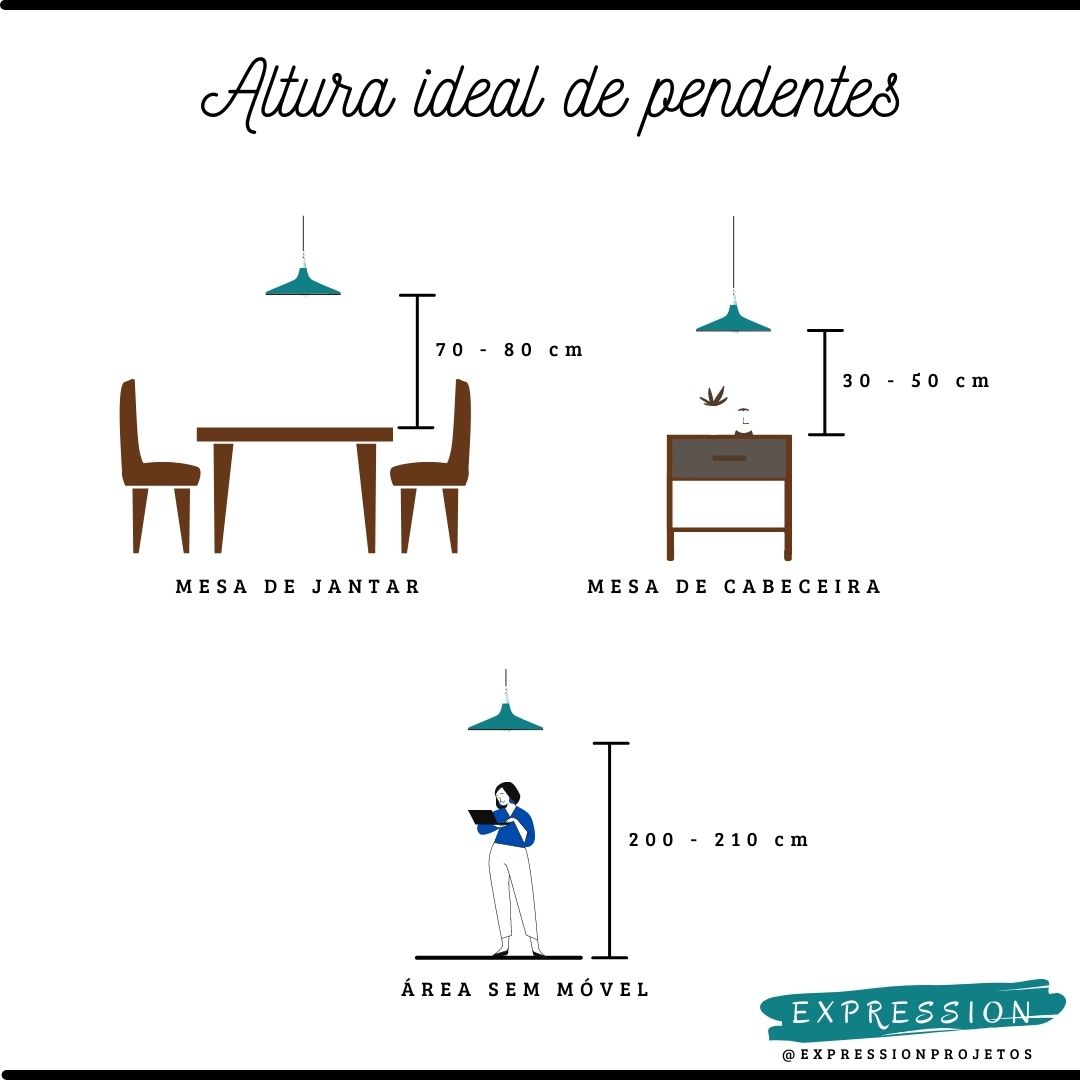 Altura ideal de pendentes
70 - 80 cm
30 - 50 cm
MESA DE JANTAR
MESA DE CABECEIRA
200 - 210 cm
ÁREA SEM MÓVEL
EXPRESSION
@EXPRESSIONPROJETOS